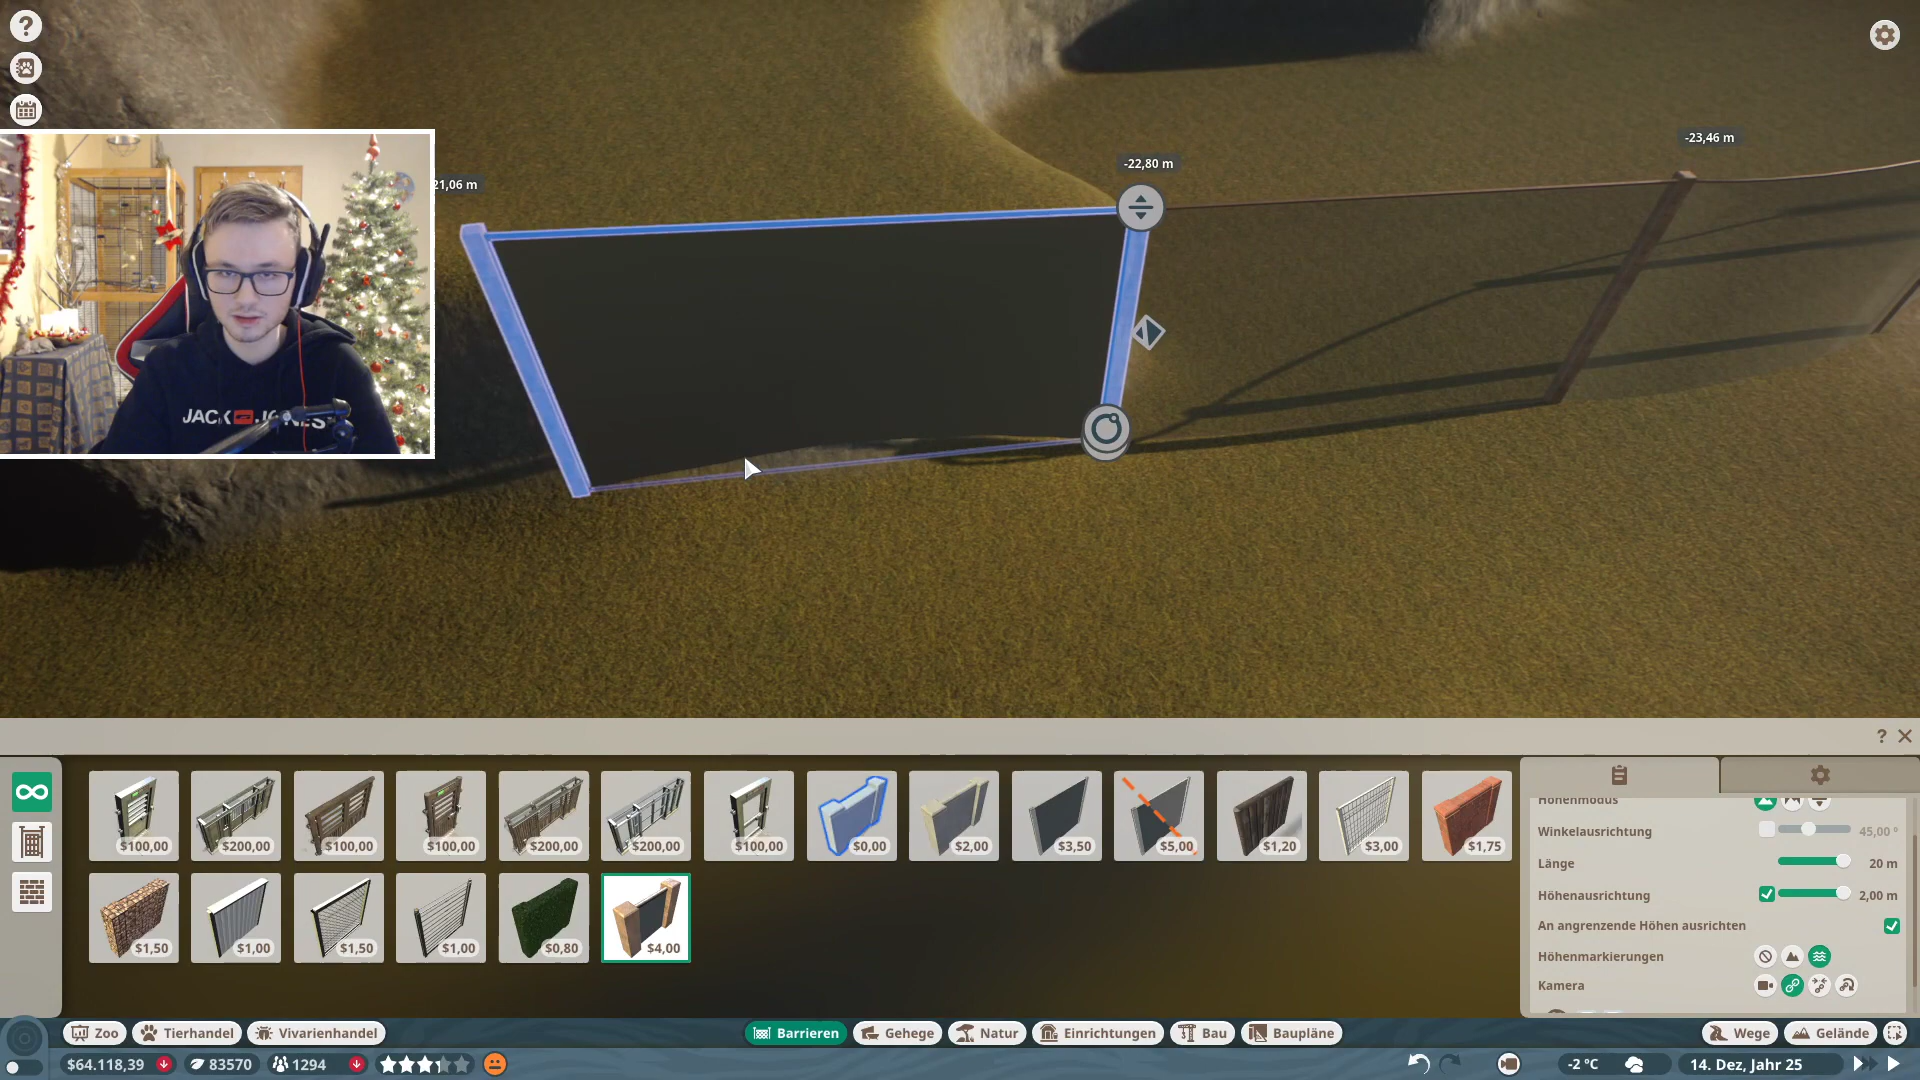 -23,46 m
-22,80 m
21,06 m
JACK & JONES
?
$100,00 $200,00 $100,00 $100,00 $200,00 $200,00 $100,00 $0,00 $2,00 $3,50 $5,00 $1,20 $3,00 $1,75
$1,50 $1,00 $1,50 $1,00 $0,80 $4,00
Höhenmodus
Winkelausrichtung 45,00 °
Länge 20 m
Höhenausrichtung 2,00 m
An angrenzende Höhen ausrichten
Höhenmarkierungen
Kamera
Zoo Tierhandel Vivarienhandel Barrieren Gehege Natur Einrichtungen Bau Baupläne Wege Gelände
$64.118,39 83570 1294 -2 °C 14. Dez, Jahr 25